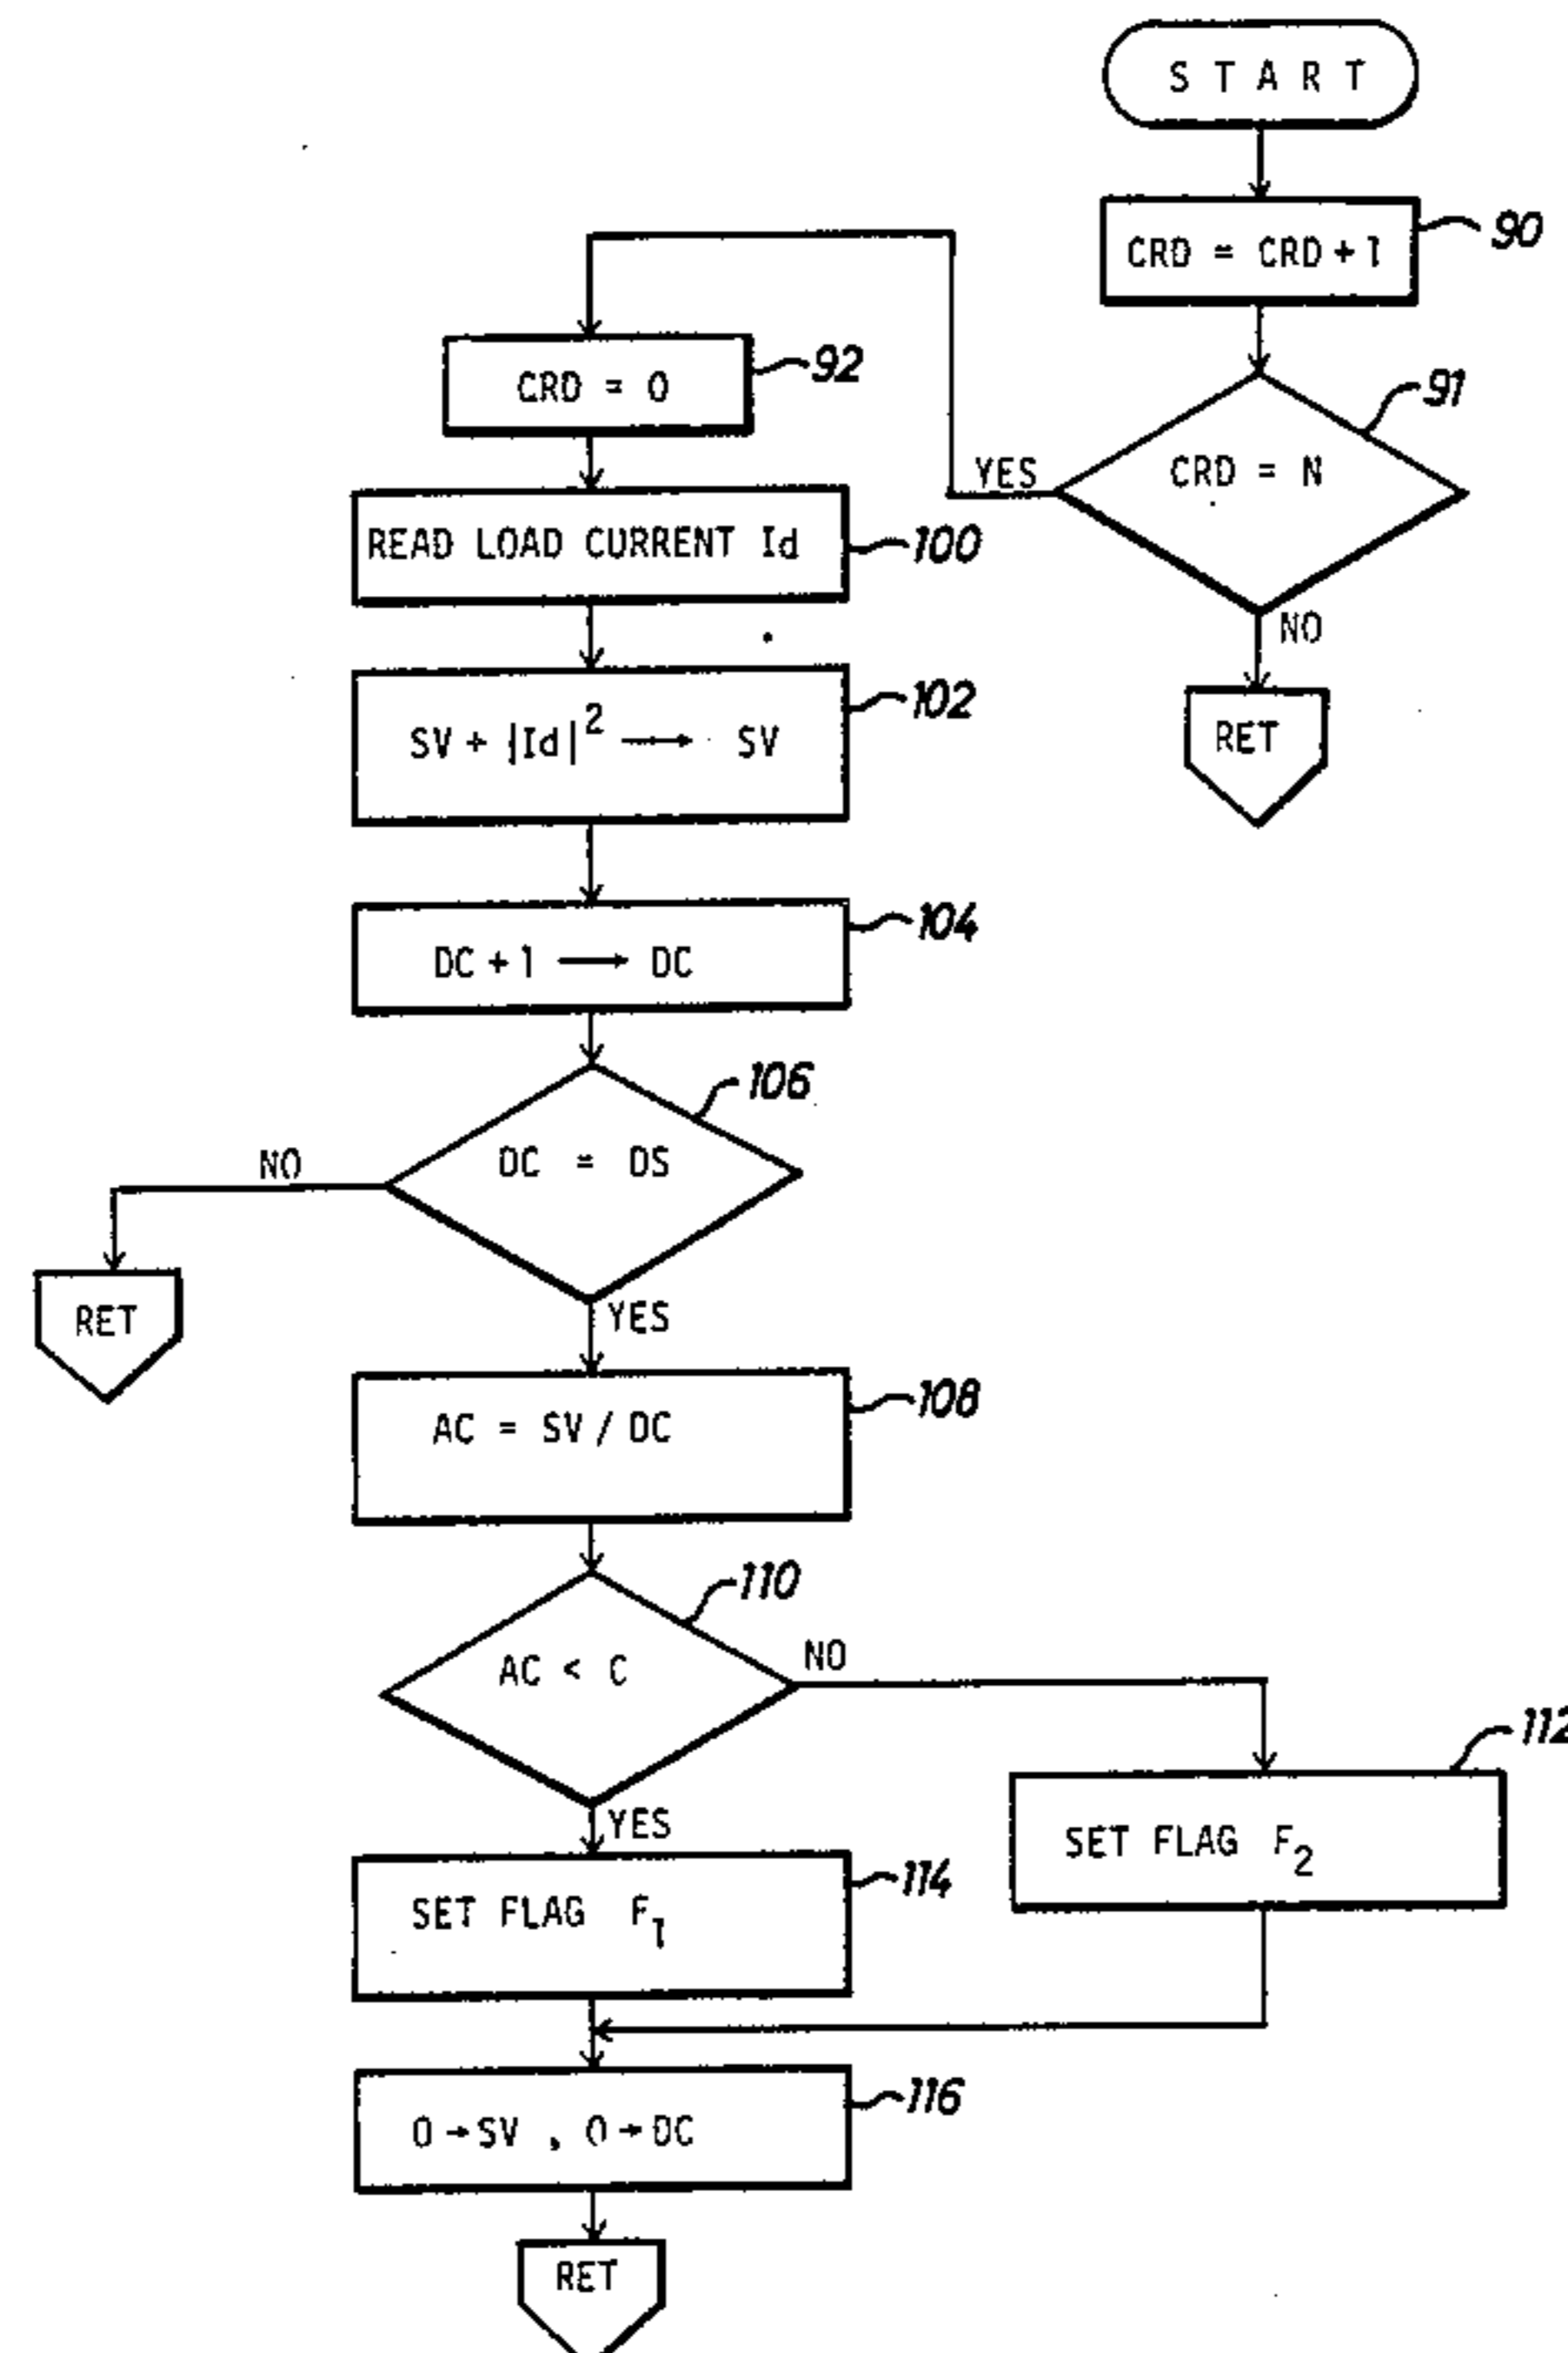 START
CRD = CRD + 1
90
CRD = 0
92
CRD = N
91
YES
NO
RET
READ LOAD CURRENT Id
100
SV + |Id|² → SV
102
DC + 1 → DC
104
DC = DS
106
NO
RET
YES
AC = SV / DC
108
AC < C
110
NO
YES
SET FLAG F₂
112
SET FLAG F₁
114
0 → SV , 0 → DC
116
RET